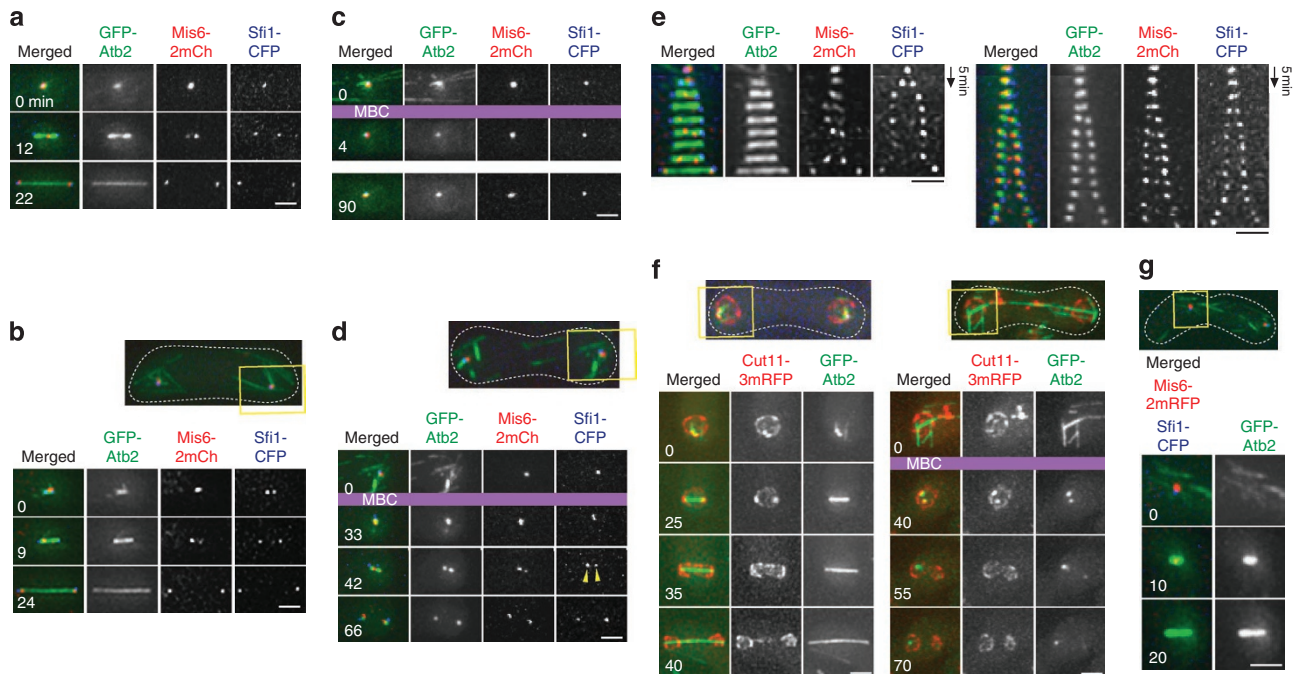 a
Merged
GFP-
Atb2
Mis6-
2mCh
Sfi1-
CFP
0 min
12
22
b
Merged
GFP-
Atb2
Mis6-
2mCh
Sfi1-
CFP
0
9
24
c
Merged
GFP-
Atb2
Mis6-
2mCh
Sfi1-
CFP
0
MBC
4
90
d
Merged
GFP-
Atb2
Mis6-
2mCh
Sfi1-
CFP
0
MBC
33
42
66
e
Merged
GFP-
Atb2
Mis6-
2mCh
Sfi1-
CFP
5 min
Merged
GFP-
Atb2
Mis6-
2mCh
Sfi1-
CFP
5 min
f
Merged
Cut11-
3mRFP
GFP-
Atb2
0
25
35
40
Merged
Cut11-
3mRFP
GFP-
Atb2
0
MBC
40
55
70
g
Merged
Mis6-
2mRFP
Sfi1-
CFP
GFP-
Atb2
0
10
20